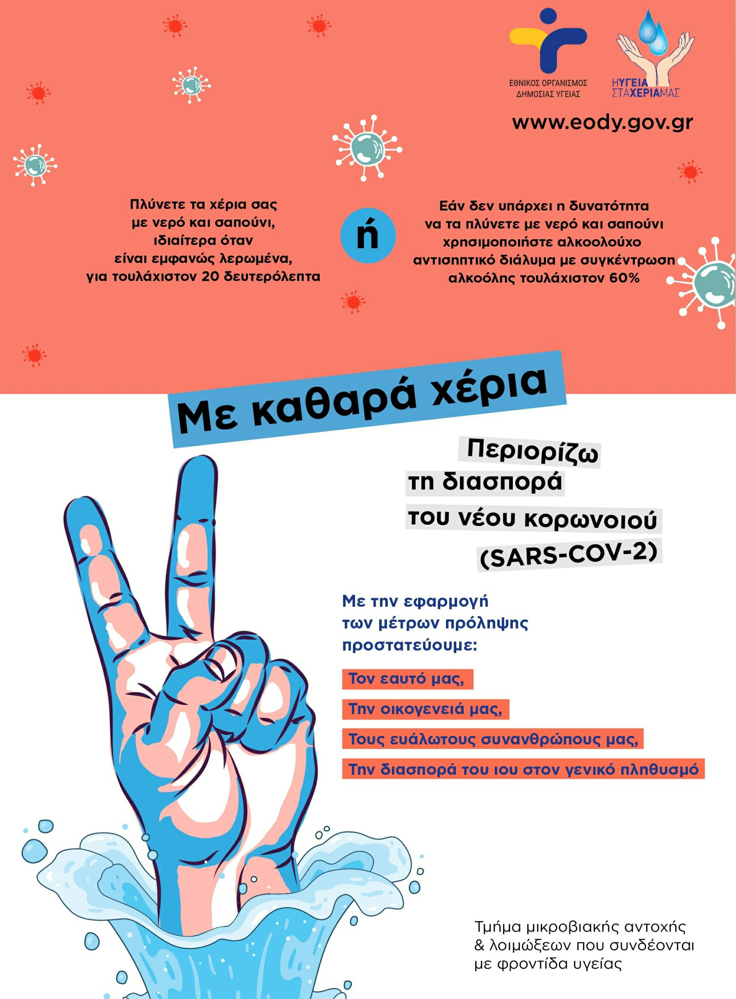 ΕΘΝΙΚΟΣ ΟΡΓΑΝΙΣΜΟΣ
ΔΗΜΟΣΙΑΣ ΥΓΕΙΑΣ
ΗΥΓΕΙΑ
ΣΤΑΧΕΡΙΑΜΑΣ
www.eody.gov.gr
Πλύνετε τα χέρια σας
με νερό και σαπούνι,
ιδιαίτερα όταν
είναι εμφανώς λερωμένα,
για τουλάχιστον 20 δευτερόλεπτα
ή
Εάν δεν υπάρχει η δυνατότητα
να τα πλύνετε με νερό και σαπούνι
χρησιμοποιήστε αλκοολούχο
αντισηπτικό διάλυμα με συγκέντρωση
αλκοόλης τουλάχιστον 60%
Με καθαρά χέρια
Περιορίζω
τη διασπορά
του νέου κορωνοιού
(SARS-COV-2)
Με την εφαρμογή
των μέτρων πρόληψης
προστατεύουμε:
Τον εαυτό μας,
Την οικογενειά μας,
Τους ευάλωτους συνανθρώπους μας,
Την διασπορά του ιου στον γενικό πληθυσμό
Τμήμα μικροβιακής αντοχής
& λοιμώξεων που συνδέονται
με φροντίδα υγείας